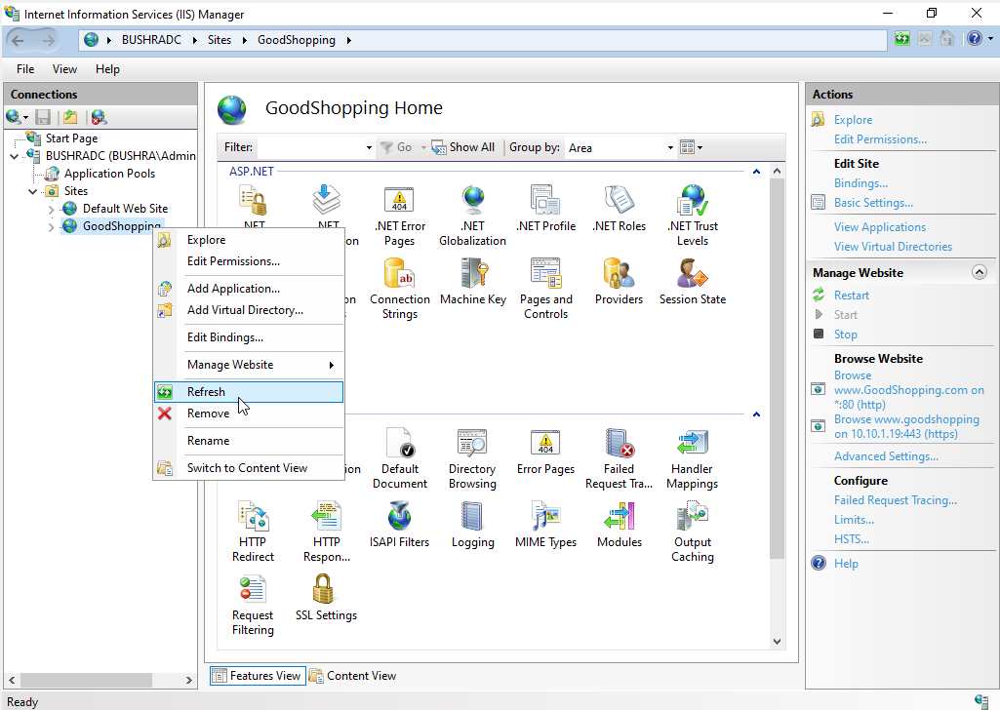 Internet Information Services (IIS) Manager
BUSHRADC
Sites
GoodShopping
File
View
Help
Connections
Start Page
BUSHRADC (BUSHRA\Admin
Application Pools
Sites
Default Web Site
GoodShopping
Explore
Edit Permissions...
Add Application...
Add Virtual Directory...
Edit Bindings...
Manage Website
Refresh
Remove
Rename
Switch to Content View
GoodShopping Home
Filter:
Go
Show All
Group by:
Area
ASP.NET
.NET
.NET
on
.NET Error
Pages
.NET
Globalization
.NET Profile
.NET Roles
.NET Trust
Levels
on
Connection
Strings
Machine Key
Pages and
Controls
Providers
Session State
on
Default
Document
Directory
Browsing
Error Pages
Failed
Request Tra...
Handler
Mappings
HTTP
Redirect
HTTP
Respon...
ISAPI Filters
Logging
MIME Types
Modules
Output
Caching
Request
Filtering
SSL Settings
Features View
Content View
Actions
Explore
Edit Permissions...
Edit Site
Bindings...
Basic Settings...
View Applications
View Virtual Directories
Manage Website
Restart
Start
Stop
Browse Website
Browse
www.GoodShopping.com on
*:80 (http)
Browse www.goodshopping
on 10.10.1.19:443 (https)
Advanced Settings...
Configure
Failed Request Tracing...
Limits...
HSTS...
Help
Ready